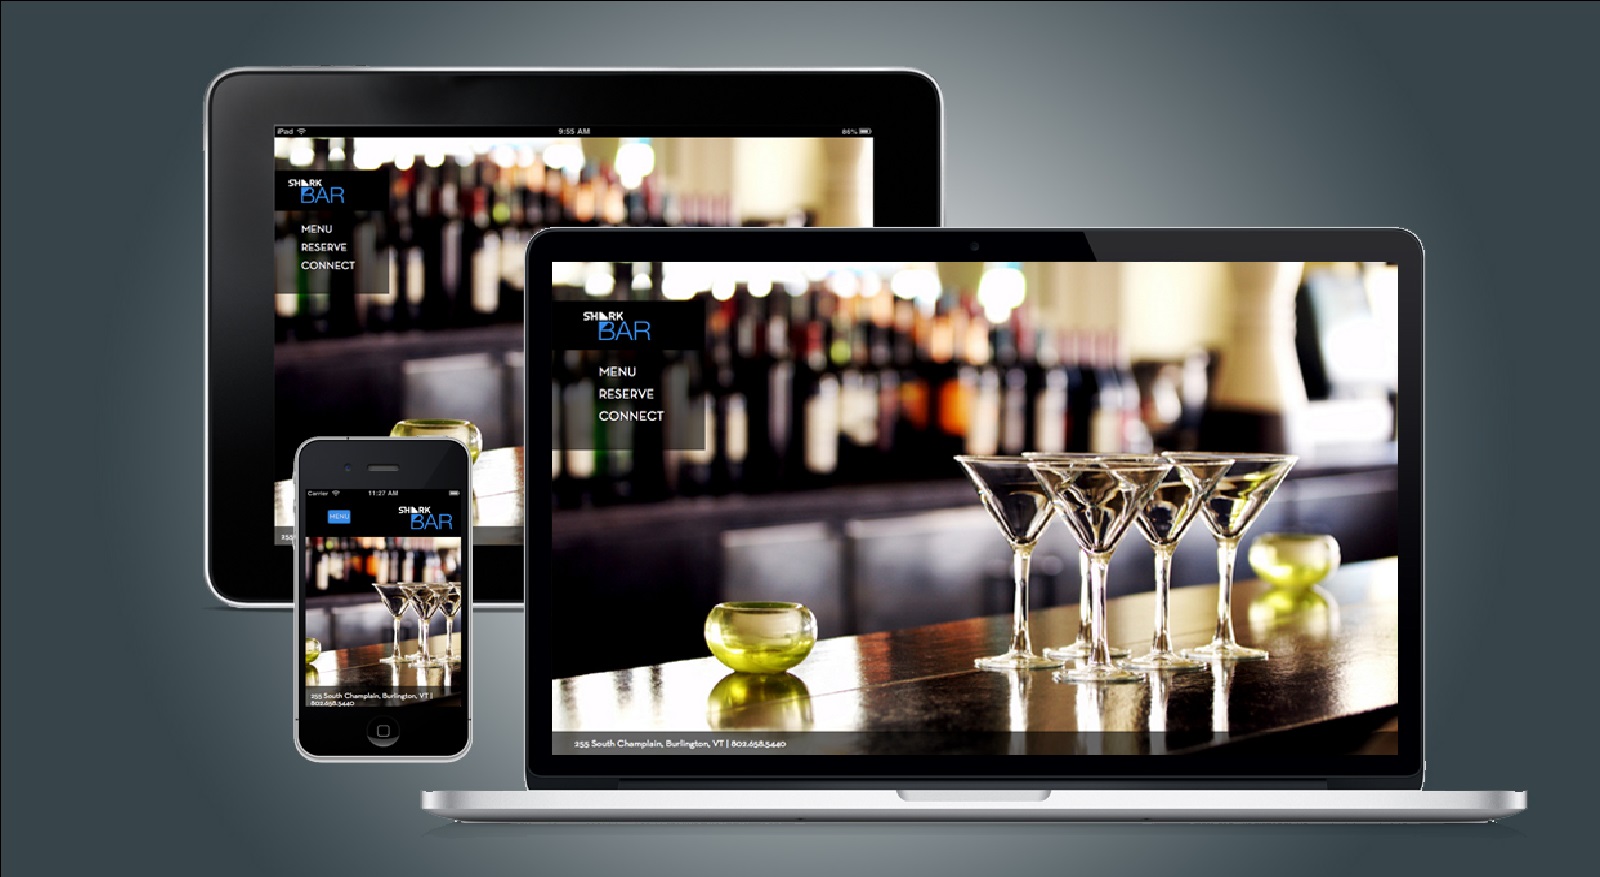 iPad
9:55 AM
86%
SHARK
BAR
MENU
RESERVE
CONNECT
255
SHARK
BAR
MENU
RESERVE
CONNECT
255 South Champlain, Burlington, VT | 802.658.5440
Carrier
11:27 AM
MENU
SHARK
BAR
255 South Champlain, Burlington, VT |
802.658.5440